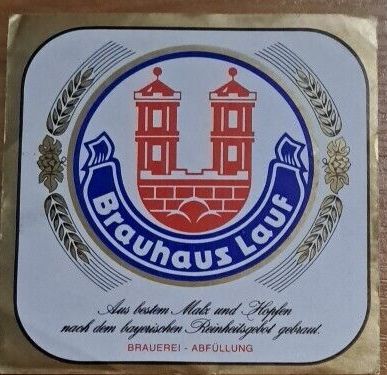 Brauhaus Lauf
Aus bestem Malz und Hopfen
nach dem bayerischen Reinheitsgebot gebraut.
BRAUEREI - ABFÜLLUNG